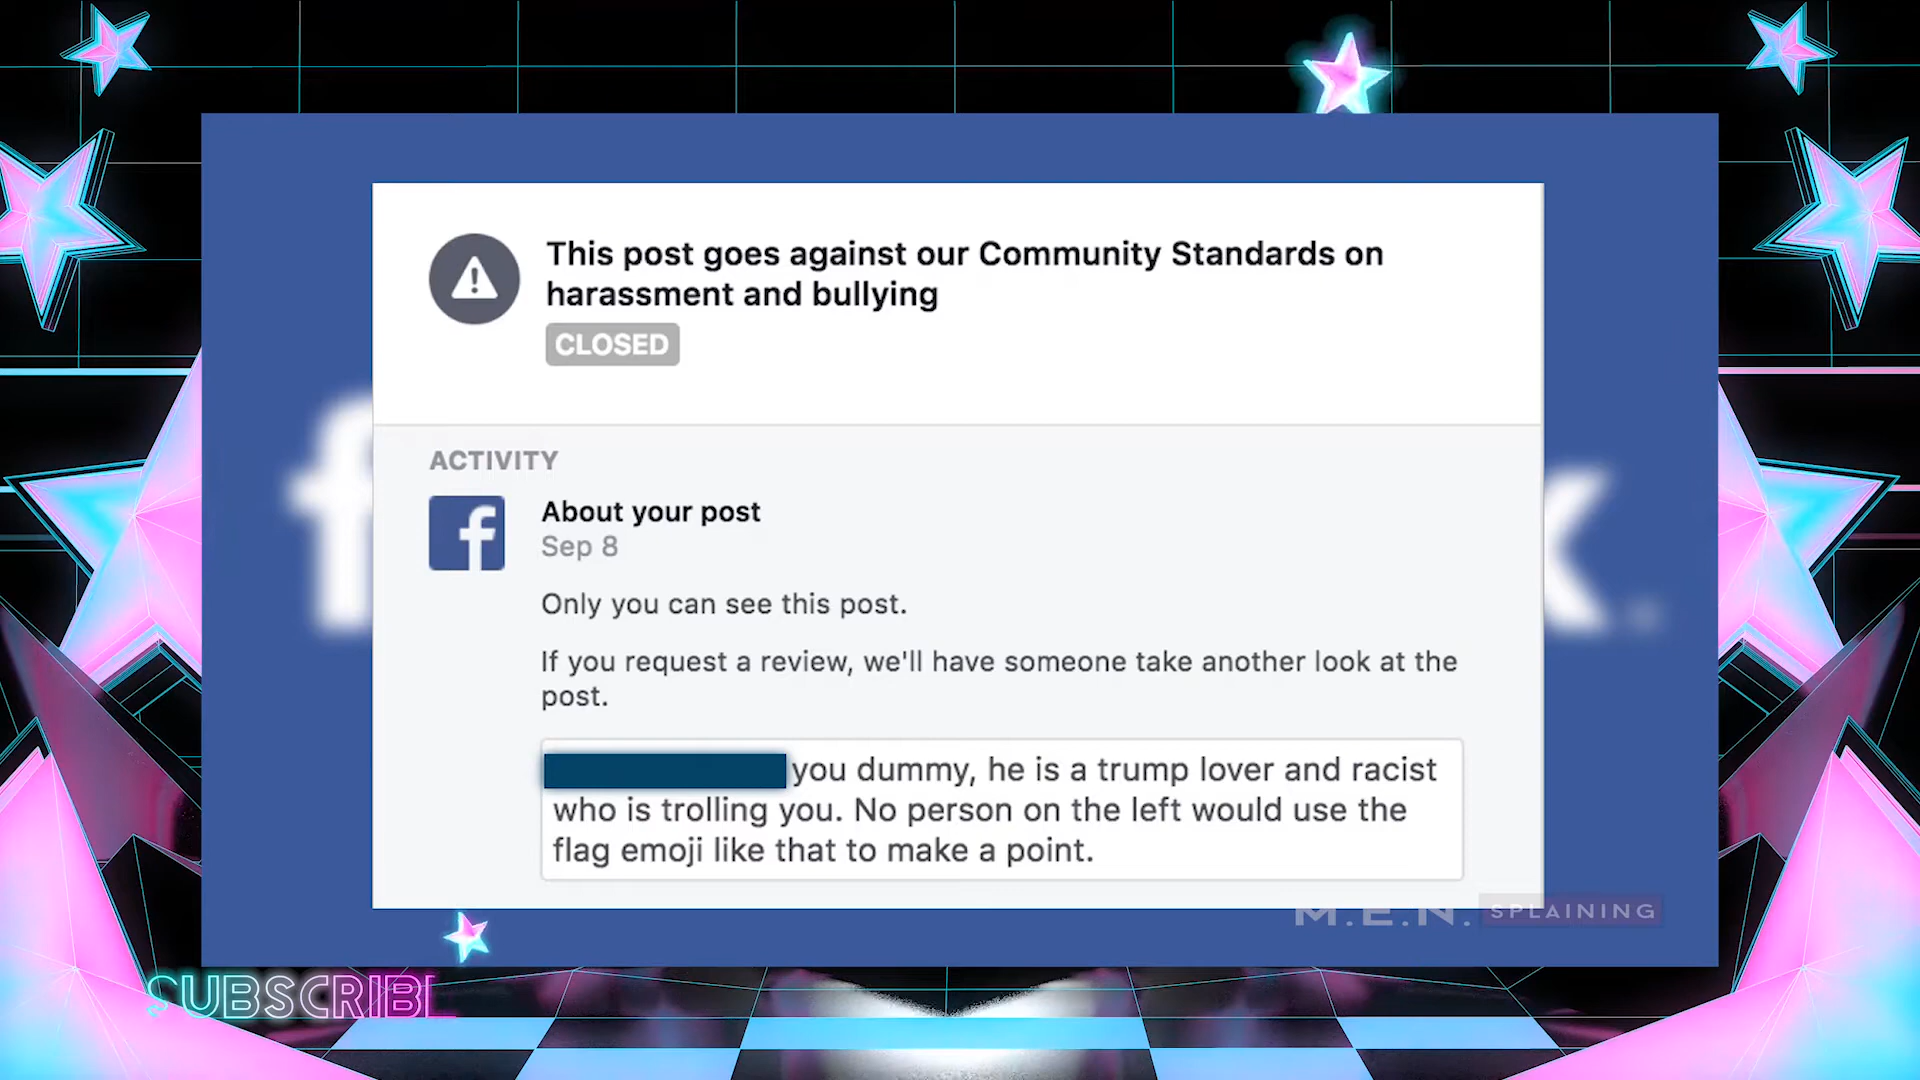 This post goes against our Community Standards on
harassment and bullying
CLOSED
ACTIVITY
f
About your post
Sep 8
Only you can see this post.
If you request a review, we'll have someone take another look at the
post.
you dummy, he is a trump lover and racist
who is trolling you. No person on the left would use the
flag emoji like that to make a point.
f k.
M.E.N. SPLAINING
SUBSCRIBE